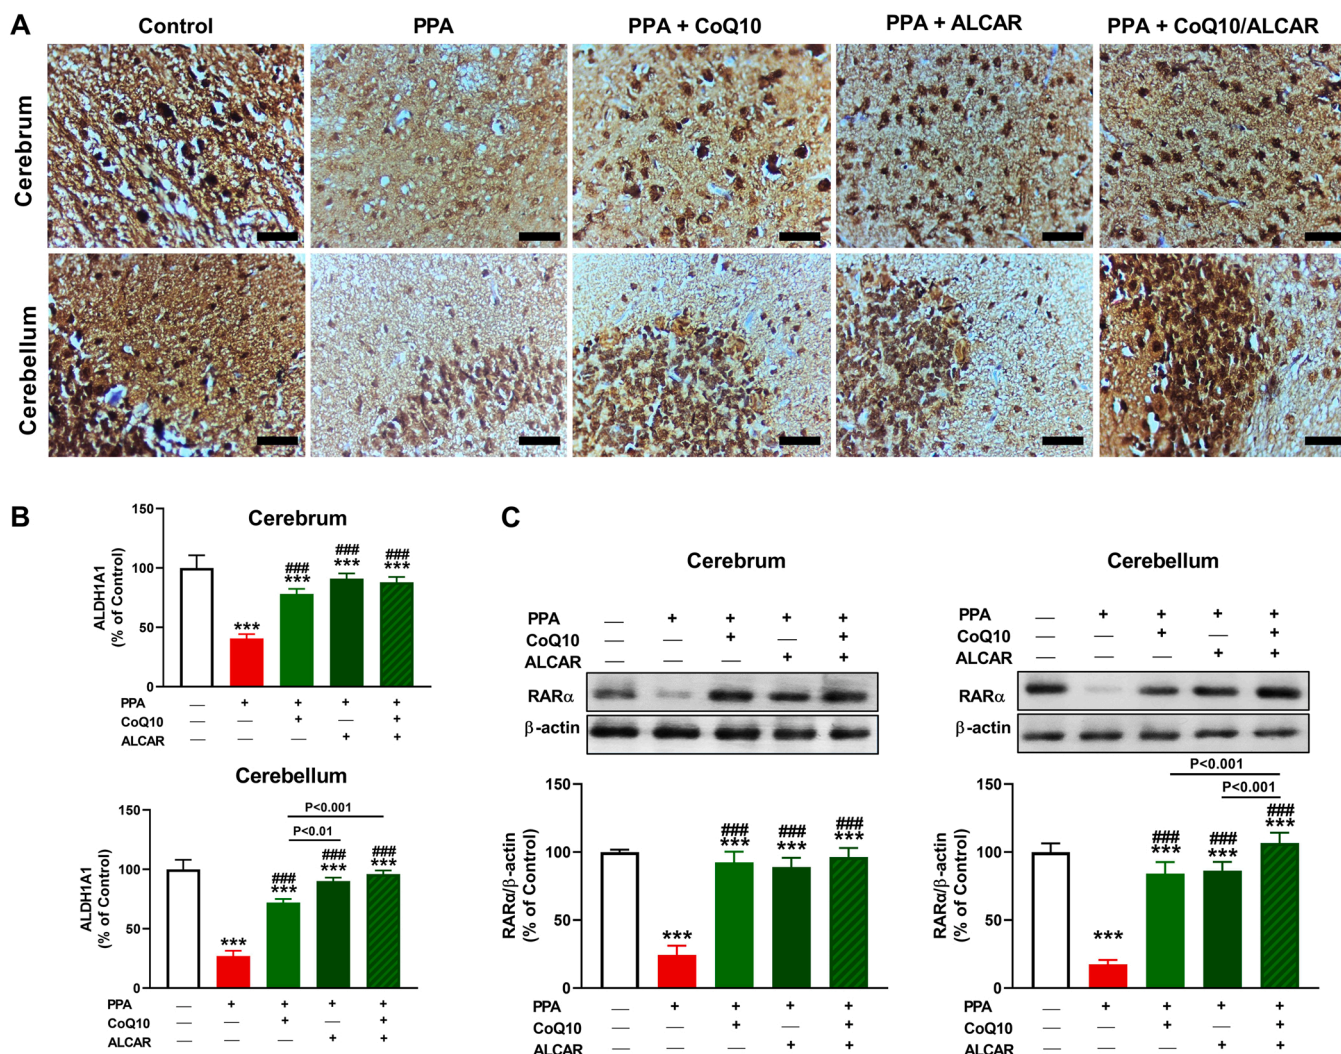 A
Control
PPA
PPA + CoQ10
PPA + ALCAR
PPA + CoQ10/ALCAR
Cerebrum
Cerebellum
B
Cerebrum
ALDH1A1
(% of Control)
150
100
50
0
***
###
***
###
***
###
***
PPA — + + + +
CoQ10 — — + — +
ALCAR — — — + +
Cerebellum
ALDH1A1
(% of Control)
150
100
50
0
P<0.001
P<0.01
***
###
***
###
***
###
***
PPA — + + + +
CoQ10 — — + — +
ALCAR — — — + +
C
Cerebrum
PPA — + + + +
CoQ10 — — + — +
ALCAR — — — + +
RARα
β-actin
RARα/β-actin
(% of Control)
150
100
50
0
***
###
***
###
***
###
***
PPA — + + + +
CoQ10 — — + — +
ALCAR — — — + +
Cerebellum
PPA — + + + +
CoQ10 — — + — +
ALCAR — — — + +
RARα
β-actin
RARα/β-actin
(% of Control)
150
100
50
0
P<0.001
P<0.001
***
###
***
###
***
###
***
PPA — + + + +
CoQ10 — — + — +
ALCAR — — — + +